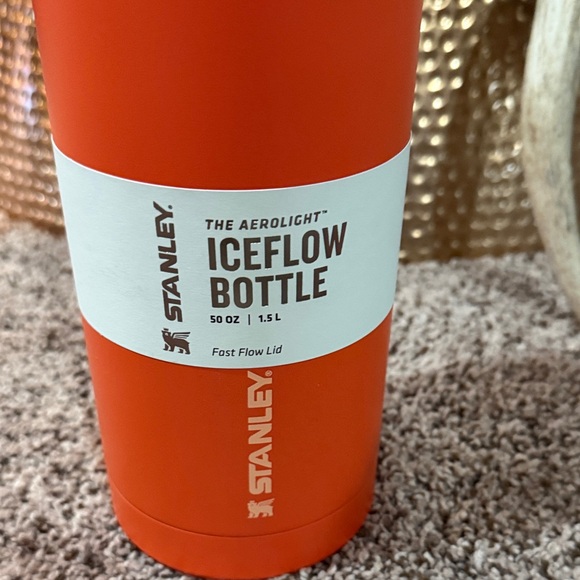 STANLEY.
THE AEROLIGHT™
ICEFLOW
BOTTLE
50 OZ | 1.5 L
Fast Flow Lid
STANLEY.